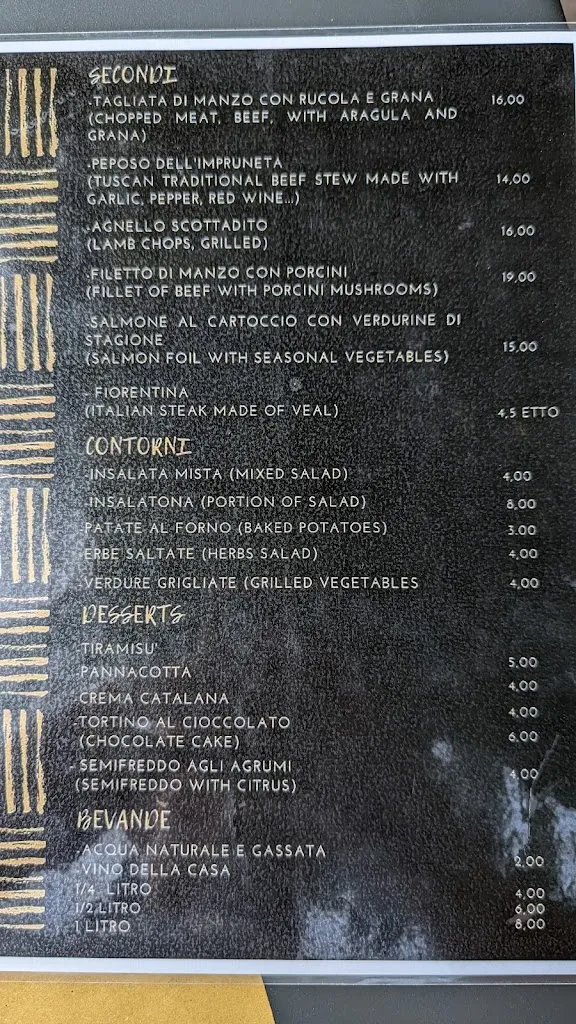 SECONDI
-TAGLIATA DI MANZO CON RUCOLA E GRANA 16,00
(CHOPPED MEAT, BEEF, WITH ARAGULA AND
GRANA)
-PEPOSO DELL'IMPRUNETA
(TUSCAN TRADITIONAL BEEF STEW MADE WITH 14,00
GARLIC, PEPPER, RED WINE...)
-AGNELLO SCOTTADITO 16,00
(LAMB CHOPS, GRILLED)
-FILETTO DI MANZO CON PORCINI 19,00
(FILLET OF BEEF WITH PORCINI MUSHROOMS)
-SALMONE AL CARTOCCIO CON VERDURINE DI
STAGIONE 15,00
(SALMON FOIL WITH SEASONAL VEGETABLES)
- FIORENTINA
(ITALIAN STEAK MADE OF VEAL) 4,5 ETTO
CONTORNI
-INSALATA MISTA (MIXED SALAD) 4,00
-INSALATONA (PORTION OF SALAD) 8,00
-PATATE AL FORNO (BAKED POTATOES) 3.00
-ERBE SALTATE (HERBS SALAD) 4,00
-VERDURE GRIGLIATE (GRILLED VEGETABLES 4,00
DESSERTS
-TIRAMISU' 5,00
-PANNACOTTA 4,00
-CREMA CATALANA 4,00
-TORTINO AL CIOCCOLATO 6,00
(CHOCOLATE CAKE)
-SEMIFREDDO AGLI AGRUMI 4,00
(SEMIFREDDO WITH CITRUS)
BEVANDE
-ACQUA NATURALE E GASSATA 2,00
-VINO DELLA CASA
1/4 LITRO 4,00
1/2 LITRO 6,00
1 LITRO 8,00